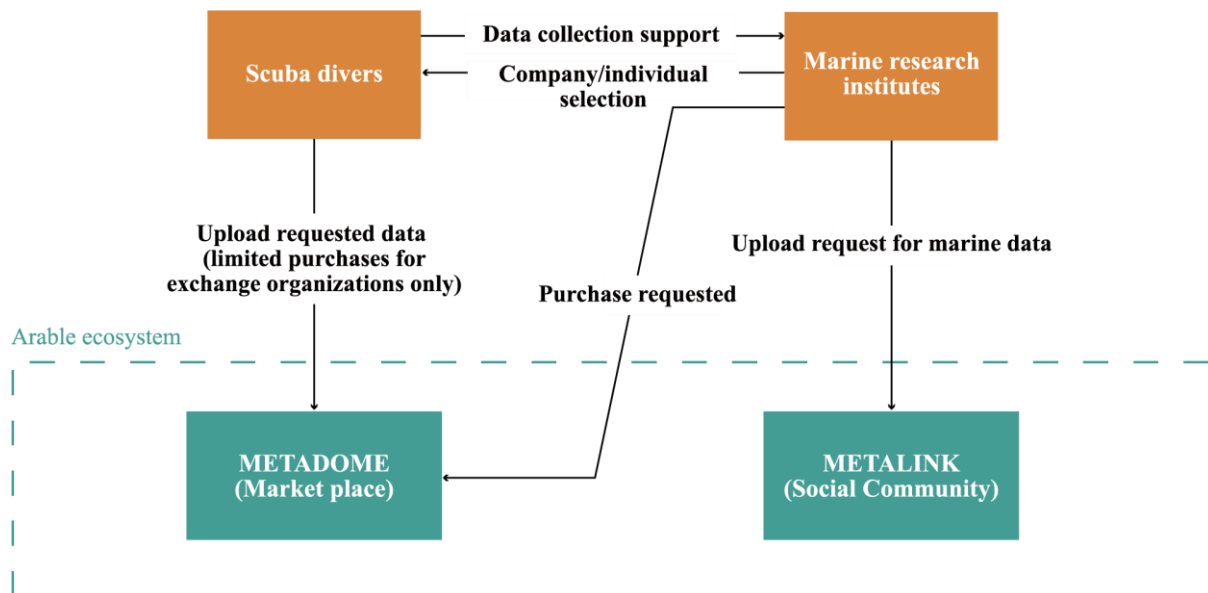 Scuba divers
Data collection support
Company/individual
selection
Marine research
institutes
Upload requested data
(limited purchases for
exchange organizations only)
Purchase requested
Upload request for marine data
Arable ecosystem
METADOME
(Market place)
METALINK
(Social Community)